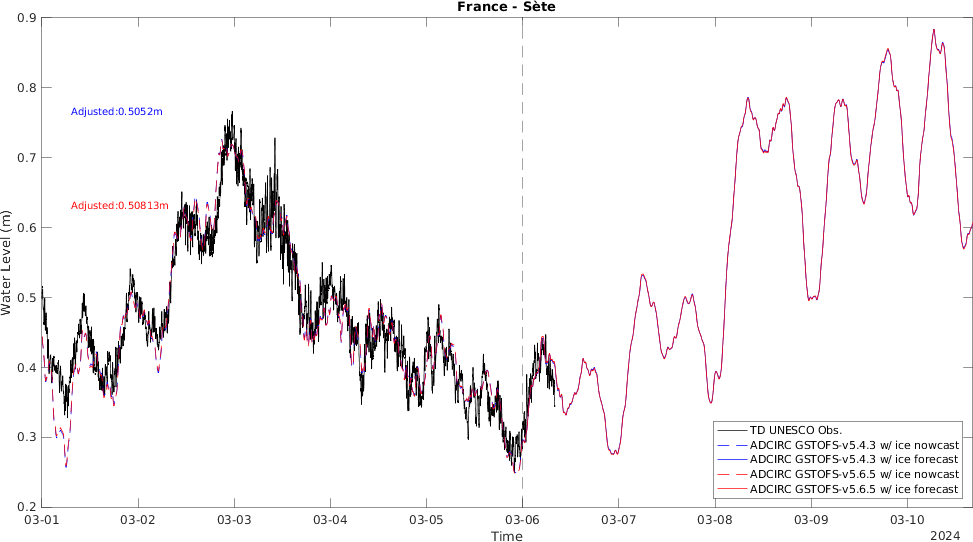 France - Sète
0.9
0.8
0.7
0.6
0.5
0.4
0.3
0.2
Water Level (m)
Adjusted:0.5052m
Adjusted:0.50813m
TD UNESCO Obs.
ADCIRC GSTOFS-v5.4.3 w/ ice nowcast
ADCIRC GSTOFS-v5.4.3 w/ ice forecast
ADCIRC GSTOFS-v5.6.5 w/ ice nowcast
ADCIRC GSTOFS-v5.6.5 w/ ice forecast
03-01 03-02 03-03 03-04 03-05 03-06 03-07 03-08 03-09 03-10
Time
2024